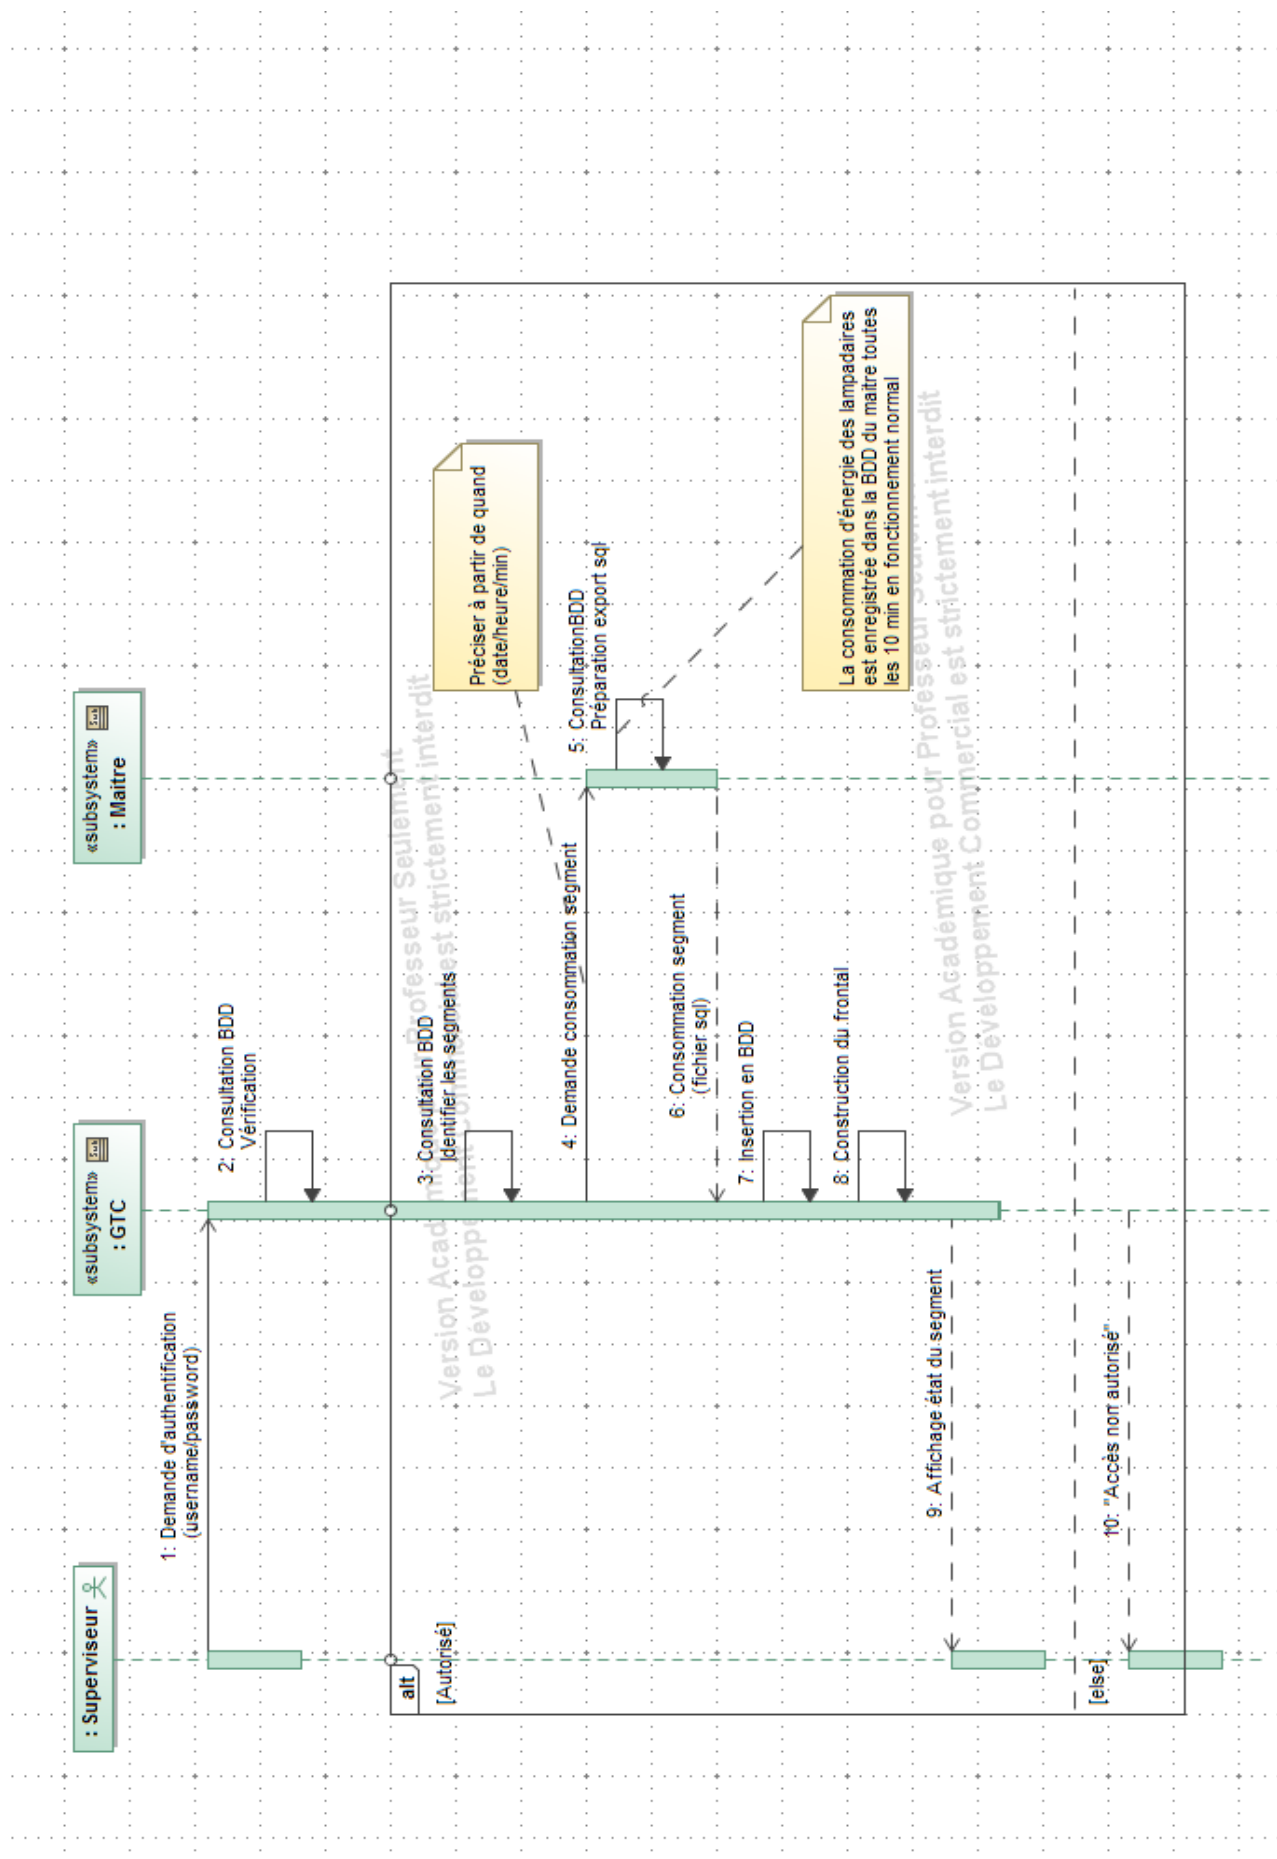 : Superviseur
«subsystem»
: GTC
«subsystem»
: Maitre
1: Demande d'authentification
(username/password)
2: Consultation BDD
Vérification
alt
[Autorisé]
3: Consultation BDD
Identifier les segments
Préciser à partir de quand
(date/heure/min)
4: Demande consommation segment
5: ConsultationBDD
Préparation export sql
6: Consommation segment
(fichier sql)
7: Insertion en BDD
8: Construction du frontal
La consommation d'énergie des lampadaires
est enregistrée dans la BDD du maitre toutes
les 10 min en fonctionnement normal
9: Affichage état du segment
[else]
10: "Accès non autorisé"
Version Académique pour Professeur Seulement
Le Développement Commercial est strictement interdit
Version Académique pour Professeur Seulement
Le Développement Commercial est strictement interdit